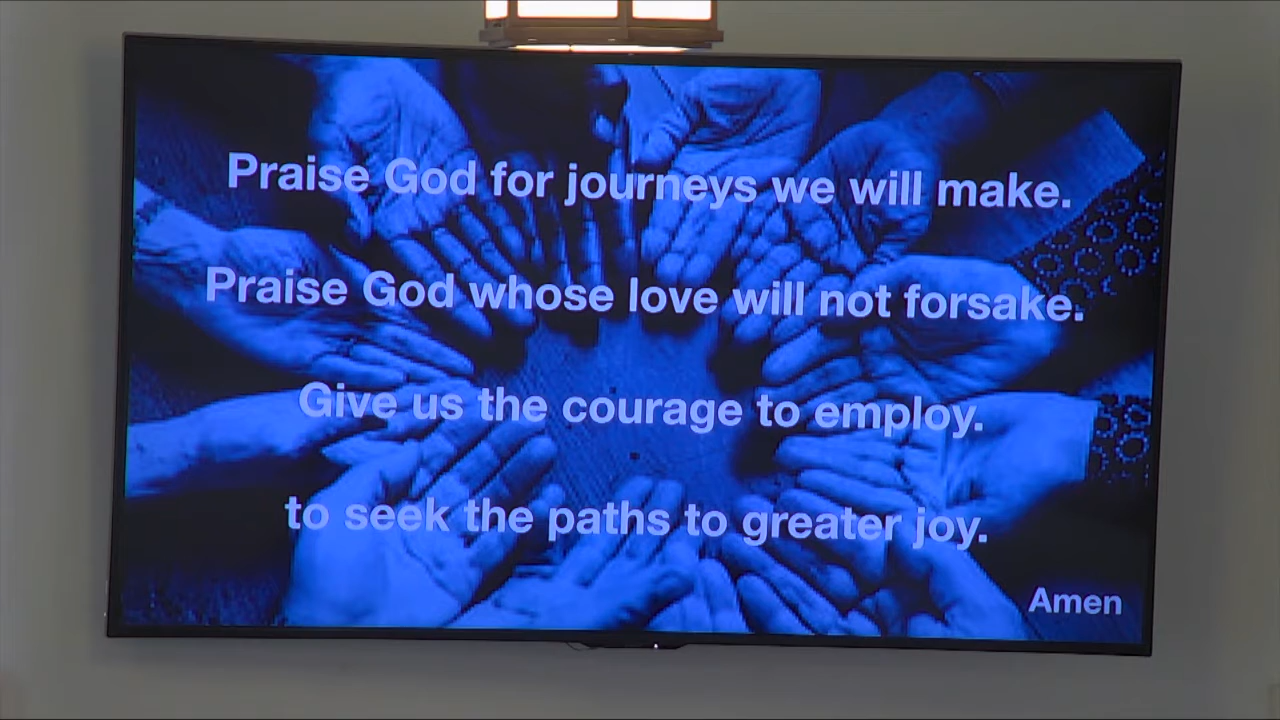 Praise God for journeys we will make.
Praise God whose love will not forsake.
Give us the courage to employ.
to seek the paths to greater joy.
Amen